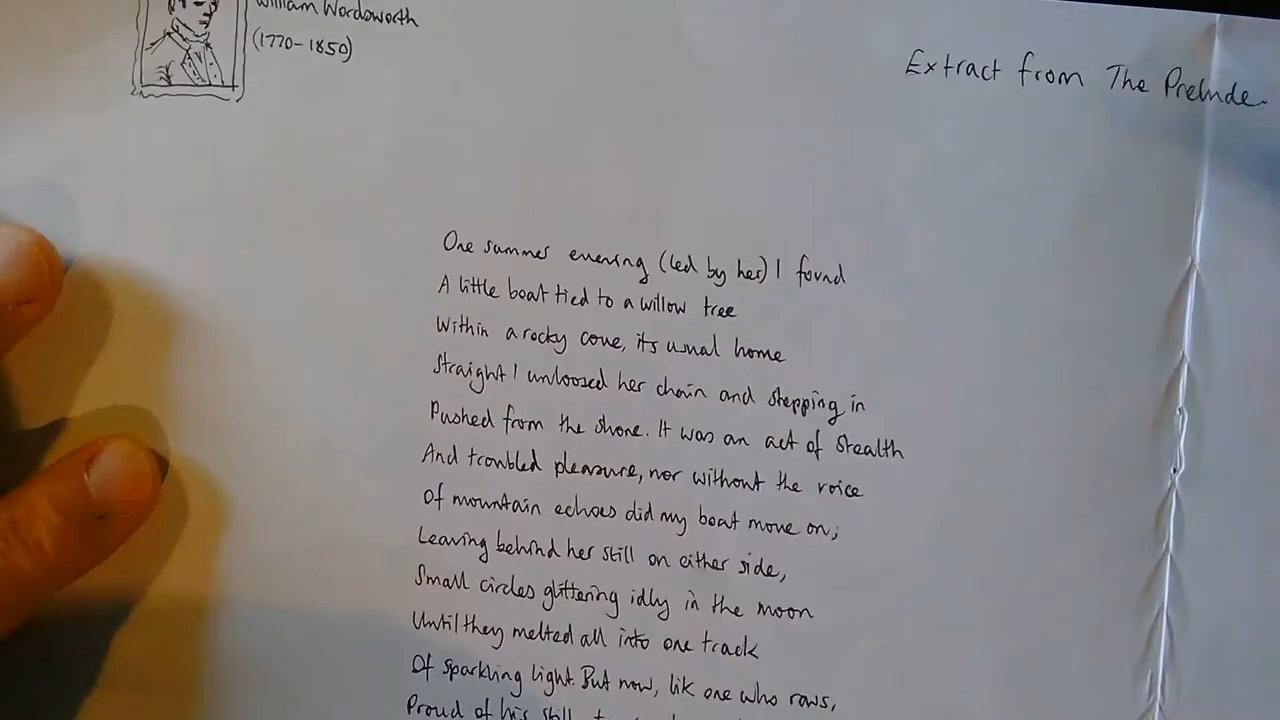 William Wordsworth
(1770-1850)
Extract from The Prelude.
One summer evening (led by her) I found
A little boat tied to a willow tree
Within a rocky cove, its usual home
Straight I unloosed her chain and stepping in
Pushed from the shore. It was an act of stealth
And troubled pleasure, nor without the voice
Of mountain echoes did my boat move on;
Leaving behind her still on either side,
Small circles glittering idly in the moon
Until they melted all into one track
Of sparkling light. But now, lik one who rows,
Proud of his skill,